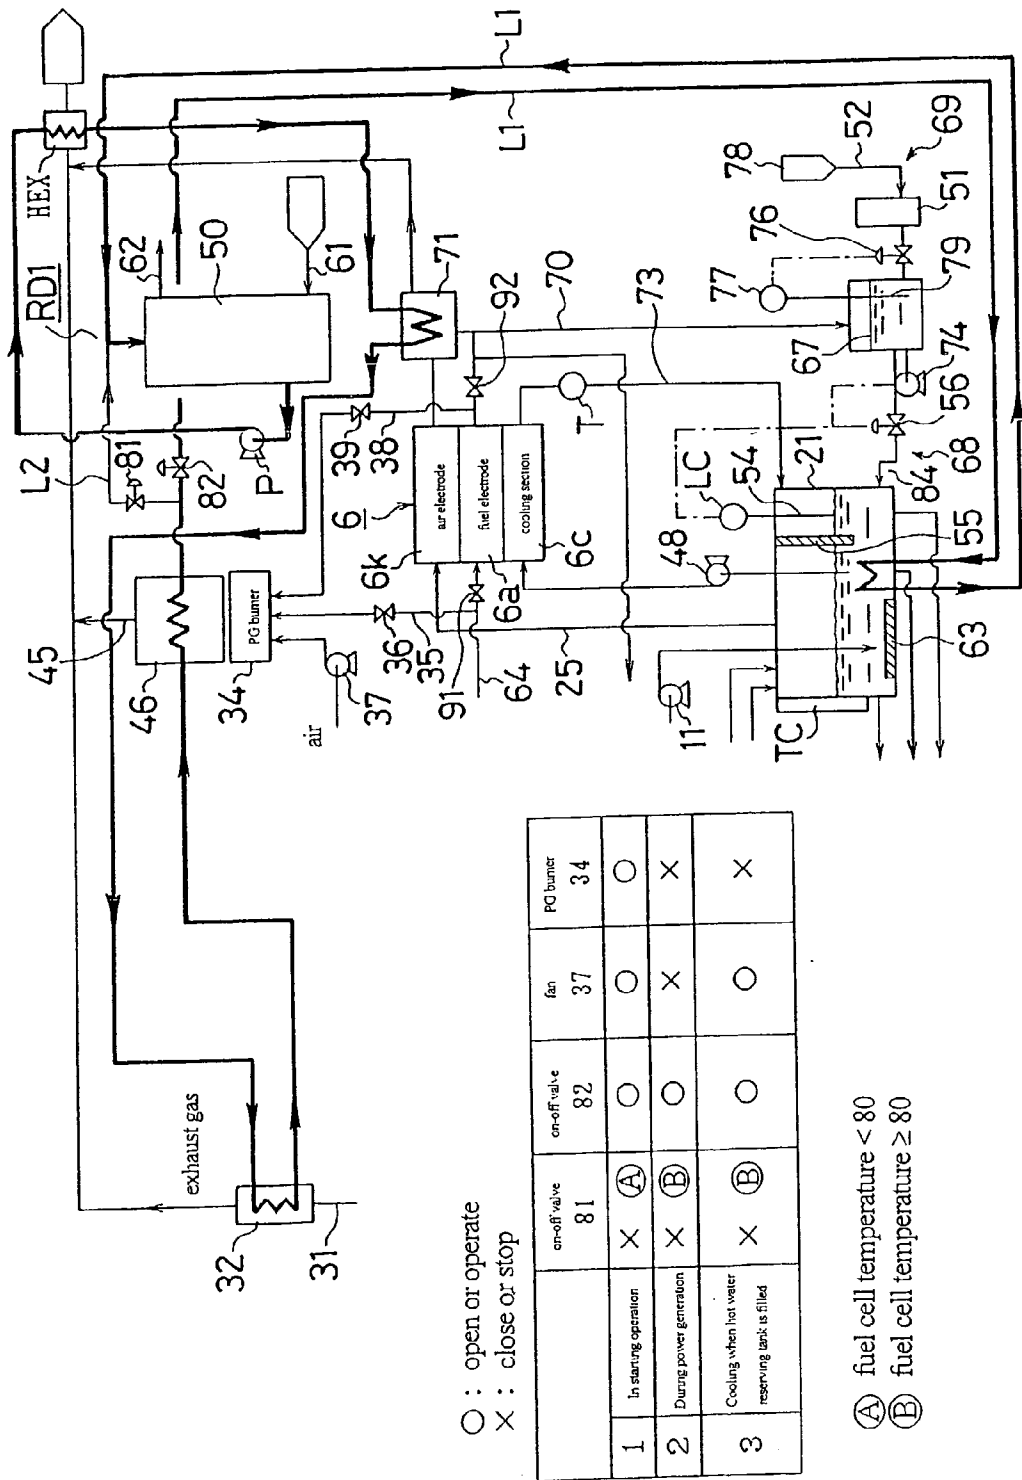 L1
L1
HEX
RD1
L2
81
82
P
62
50
61
71
92
70
73
78
52
69
51
76
77
79
67
74
56
68
84
21
LC
54
55
48
T
39
38
6
air electrode
fuel electrode
cooling section
6k
6a
6c
45
46
34
PG burner
37
air
36
35
91
64
25
11
TC
63
exhaust gas
32
31
○ : open or operate
× : close or stop
on-off valve 81
on-off valve 82
fan 37
PG burner 34
1 In starting operation × Ⓐ ○ ○ ○
2 During power generation × Ⓑ ○ × ×
3 Cooling when hot water reserving tank is filled × Ⓑ ○ ○ ×
Ⓐ fuel cell temperature < 80
Ⓑ fuel cell temperature ≥ 80